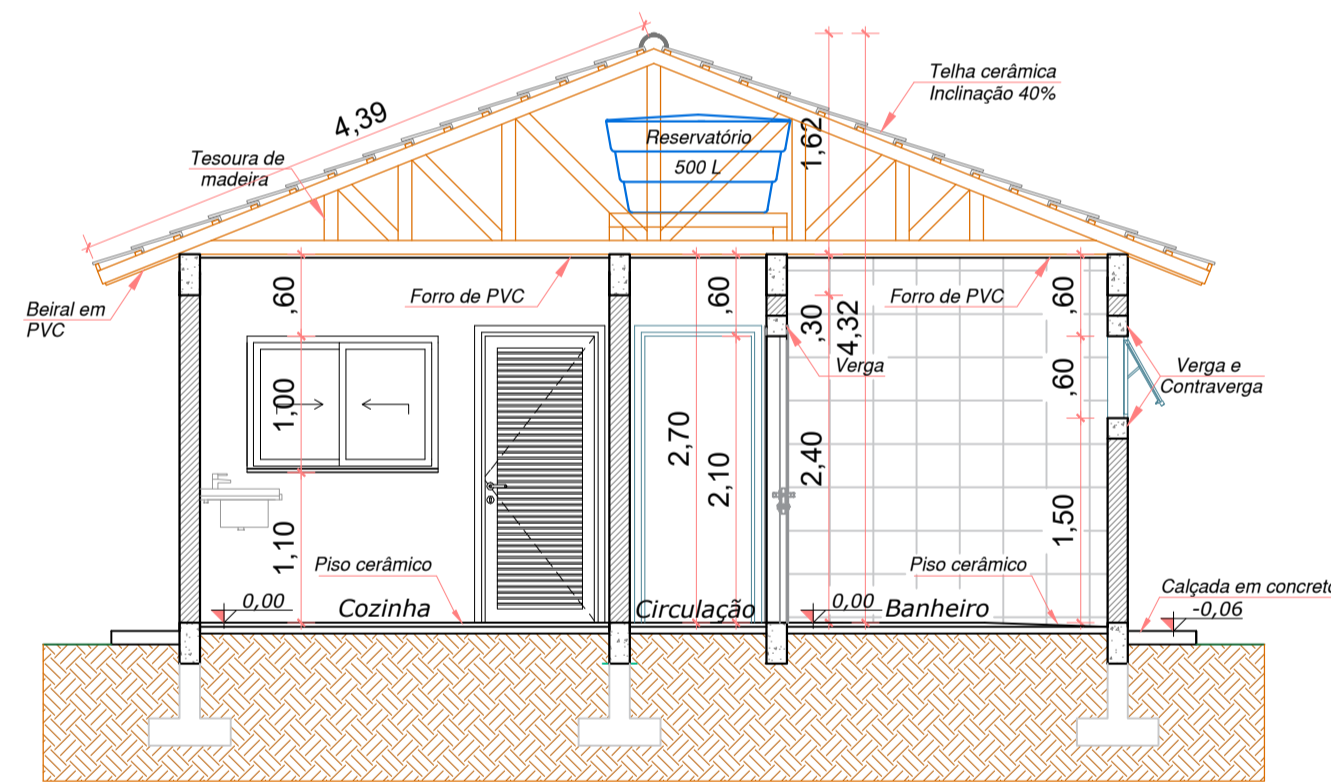 4,39
Telha cerâmica
Inclinação 40%
1,62
Reservatório
500 L
Tesoura de
madeira
Beiral em
PVC
,60
Forro de PVC
,60
,30
4,32
Forro de PVC
,60
Verga
Verga e
Contraverga
1,00
,60
2,70
2,10
2,40
1,10
1,50
Piso cerâmico
Piso cerâmico
Calçada em concreto
0,00
Cozinha
Circulação
0,00
Banheiro
-0,06